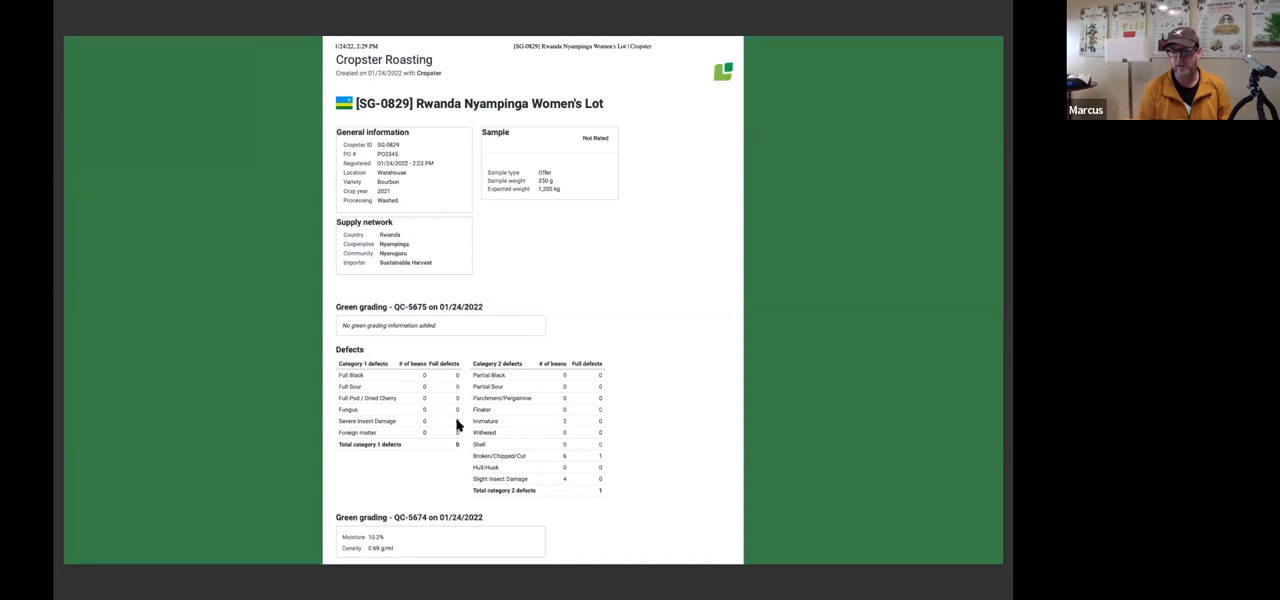 1/24/22, 2:29 PM [SG-0829] Rwanda Nyampinga Women's Lot | Cropster
Cropster Roasting
Created on 01/24/2022 with Cropster
[SG-0829] Rwanda Nyampinga Women's Lot
General information
Cropster ID SG-0829
PO # PO2345
Registered 01/24/2022 - 2:23 PM
Location Warehouse
Variety Bourbon
Crop year 2021
Processing Washed
Sample Not Rated
Sample type Offer
Sample weight 350 g
Expected weight 1,200 kg
Supply network
Country Rwanda
Cooperative Nyampinga
Community Nyaruguru
Importer Sustainable Harvest
Green grading - QC-5675 on 01/24/2022
No green grading information added.
Defects
Category 1 defects # of beans Full defects
Full Black 0 0
Full Sour 0 0
Full Pod / Dried Cherry 0 0
Fungus 0 0
Severe Insect Damage 0
Foreign matter 0 0
Total category 1 defects 0
Category 2 defects # of beans Full defects
Partial Black 0 0
Partial Sour 0 0
Parchment/Pergamino 0 0
Floater 0 0
Immature 2 0
Withered 0 0
Shell 0 0
Broken/Chipped/Cut 6 1
Hull/Husk 0 0
Slight Insect Damage 4 0
Total category 2 defects 1
Green grading - QC-5674 on 01/24/2022
Moisture 10.2%
Density 0.69 g/ml
Marcus